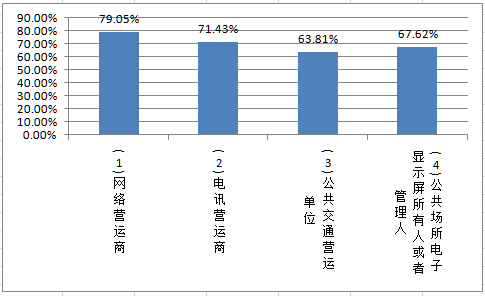 90.00%
80.00%
70.00%
60.00%
50.00%
40.00%
30.00%
20.00%
10.00%
0.00%
79.05%
71.43%
63.81%
67.62%
(1)网络营运商
(2)电讯营运商
(3)公共交通营运
单位
(4)公共场所电子
显示屏所有人或者
管理人